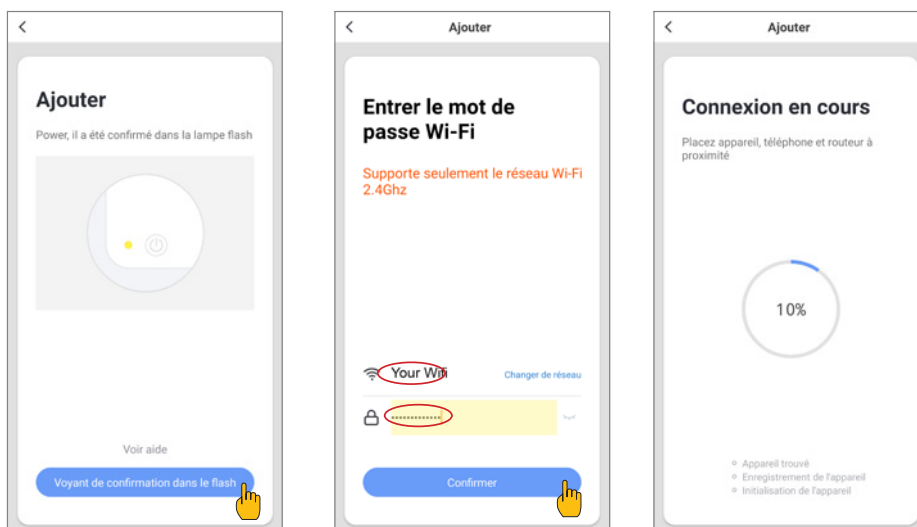 Ajouter
Power, il a été confirmé dans la lampe flash
Voir aide
Voyant de confirmation dans le flash
Ajouter
Entrer le mot de
passe Wi-Fi
Supporte seulement le réseau Wi-Fi
2.4Ghz
Your Wifi
Changer de réseau
Confirmer
Ajouter
Connexion en cours
Placez appareil, téléphone et routeur à
proximité
10%
Appareil trouvé
Enregistrement de l'appareil
Initialisation de l'appareil